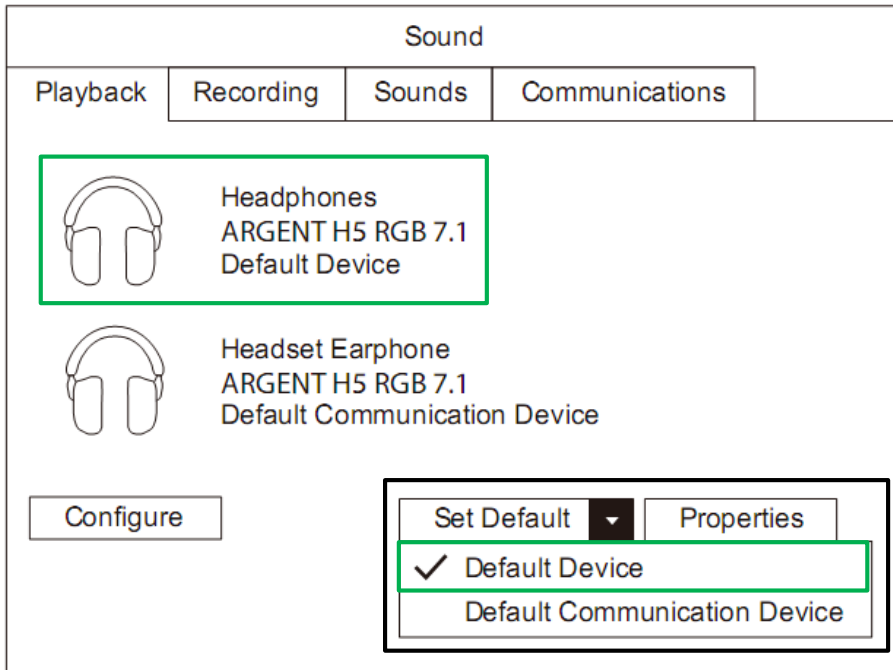 Sound
Playback Recording Sounds Communications
Headphones
ARGENT H5 RGB 7.1
Default Device
Headset Earphone
ARGENT H5 RGB 7.1
Default Communication Device
Configure Set Default Properties
Default Device
Default Communication Device